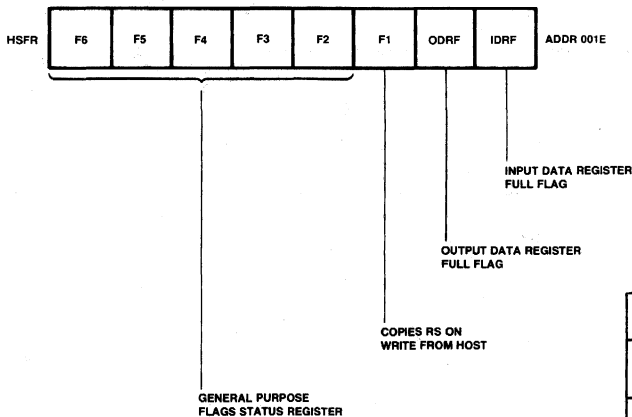 HSFR F6 F5 F4 F3 F2 F1 ODRF IDRF ADDR 001E
INPUT DATA REGISTER
FULL FLAG
OUTPUT DATA REGISTER
FULL FLAG
COPIES RS ON
WRITE FROM HOST
GENERAL PURPOSE
FLAGS STATUS REGISTER